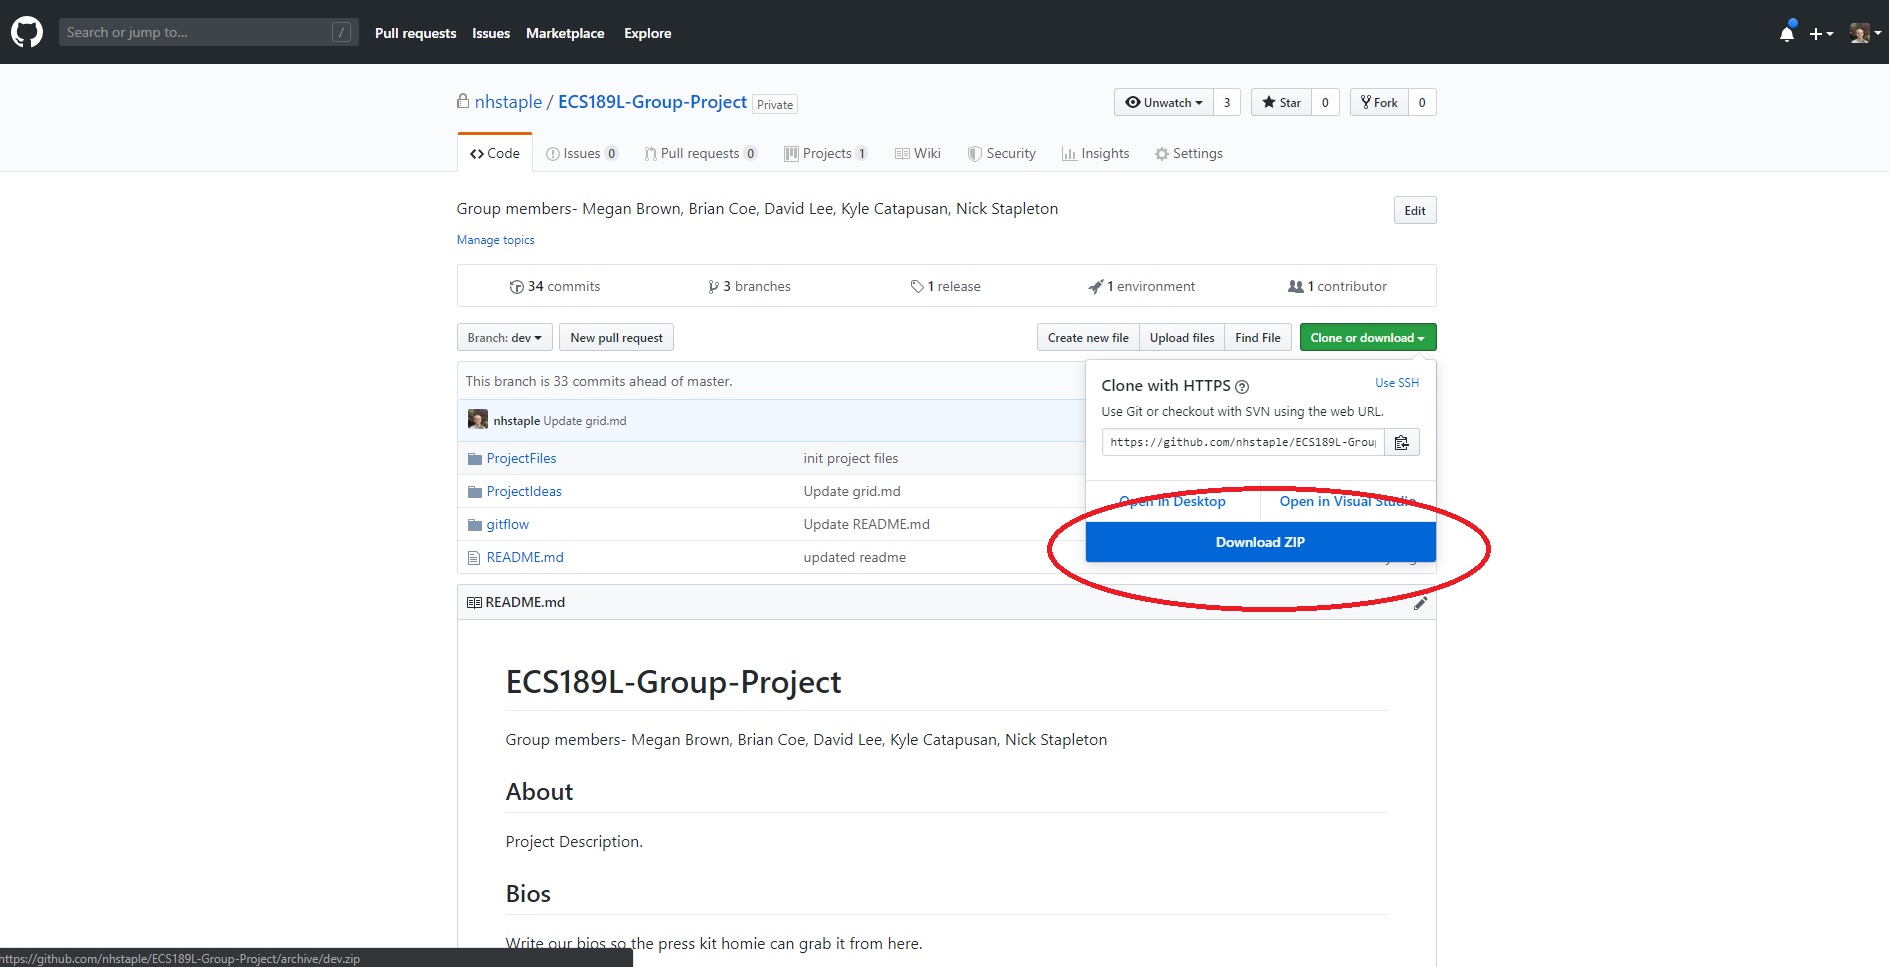 Search or jump to... / Pull requests Issues Marketplace Explore
nhstaple / ECS189L-Group-Project Private Unwatch 3 Star 0 Fork 0
Code Issues 0 Pull requests 0 Projects 1 Wiki Security Insights Settings
Group members- Megan Brown, Brian Coe, David Lee, Kyle Catapusan, Nick Stapleton Edit
Manage topics
34 commits 3 branches 1 release 1 environment 1 contributor
Branch: dev New pull request Create new file Upload files Find File Clone or download
This branch is 33 commits ahead of master.
nhstaple Update grid.md
ProjectFiles init project files
ProjectIdeas Update grid.md
gitflow Update README.md
README.md updated readme
Clone with HTTPS ? Use SSH
Use Git or checkout with SVN using the web URL.
https://github.com/nhstaple/ECS189L-Grou
Open in Desktop Open in Visual Studio
Download ZIP
README.md
ECS189L-Group-Project
Group members- Megan Brown, Brian Coe, David Lee, Kyle Catapusan, Nick Stapleton
About
Project Description.
Bios
Write our bios so the press kit homie can grab it from here.
https://github.com/nhstaple/ECS189L-Group-Project/archive/dev.zip